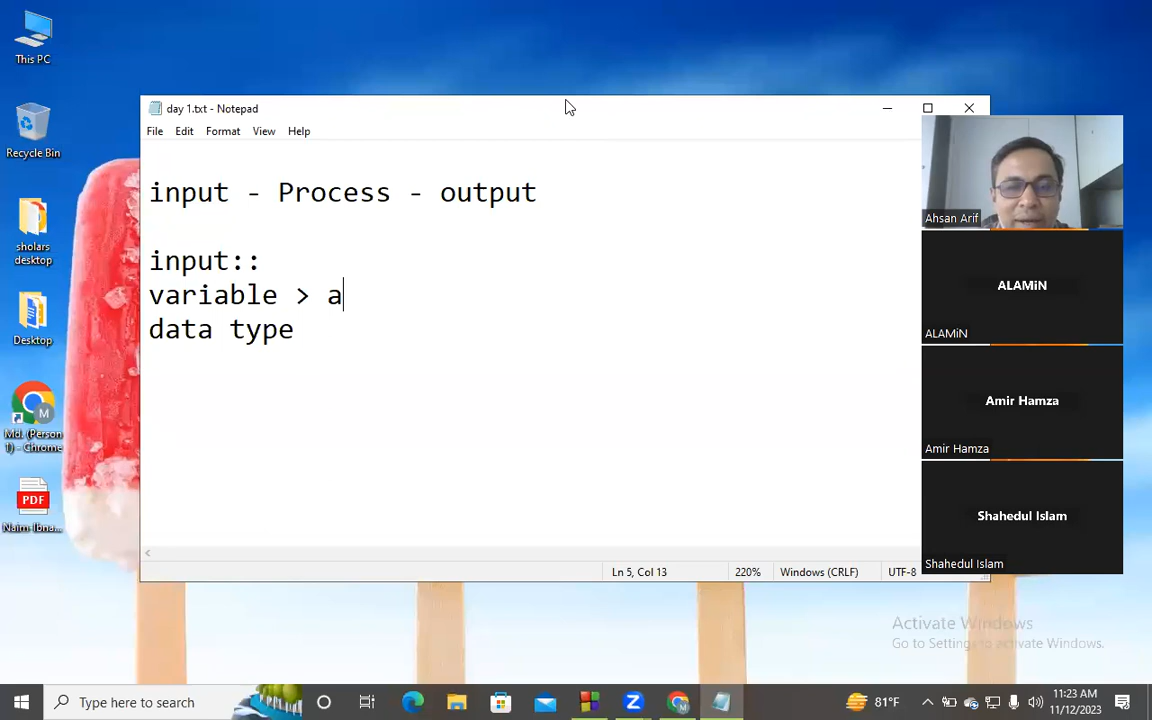 This PC
Recycle Bin
sholars
desktop
Desktop
M
Md. (Person
1) - Chrome
PDF
Naim-Ibna...
day 1.txt - Notepad
File Edit Format View Help
input - Process - output
input::
variable > a
data type
Ln 5, Col 13
220%
Windows (CRLF)
UTF-8
Ahsan Arif
ALAMiN
ALAMiN
Amir Hamza
Amir Hamza
Shahedul Islam
Shahedul Islam
Activate Windows
Go to Settings to activate Windows.
Type here to search
81°F
11:23 AM
11/12/2023